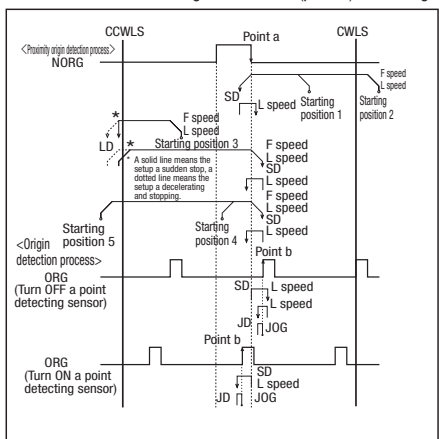 CCWLS
CWLS
Point a
<Proximity origin detection process>
NORG
F speed
SD
L speed
L speed
Starting position 1
Starting position 2
*
F speed
L speed
LD
*
Starting position 3
F speed
L speed
SD
* A solid line means the
setup a sudden stop, a
dotted line means the
setup a decelerating
and stopping.
L speed
F speed
L speed
SD
L speed
Starting
position 5
Starting
position 4
<Origin
detection process>
Point b
ORG
(Turn OFF a point
detecting sensor)
SD
L speed
L speed
JD
JOG
Point b
ORG
(Turn ON a point
detecting sensor)
SD
L speed
JD
JOG